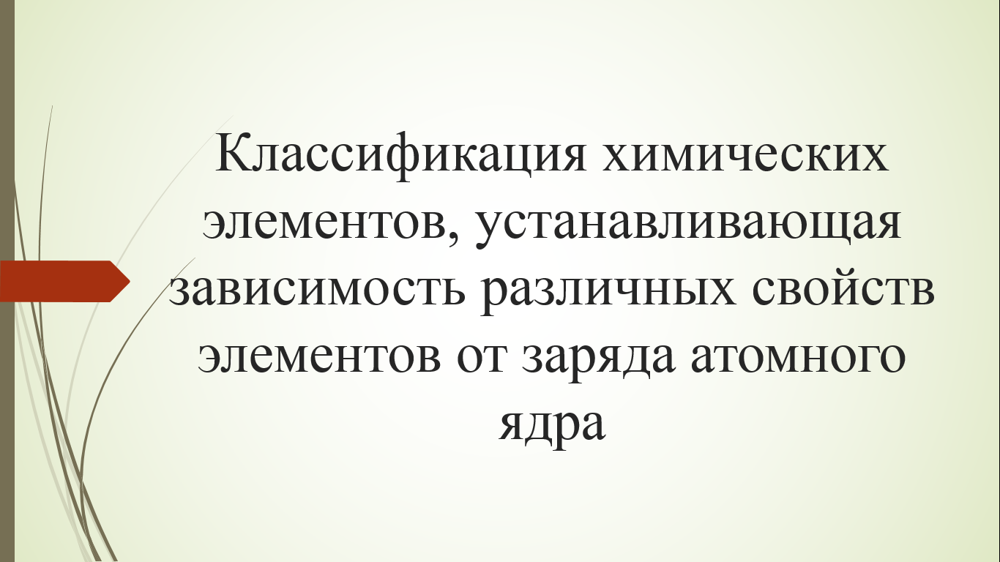 Классификация химических
элементов, устанавливающая
зависимость различных свойств
элементов от заряда атомного
ядра